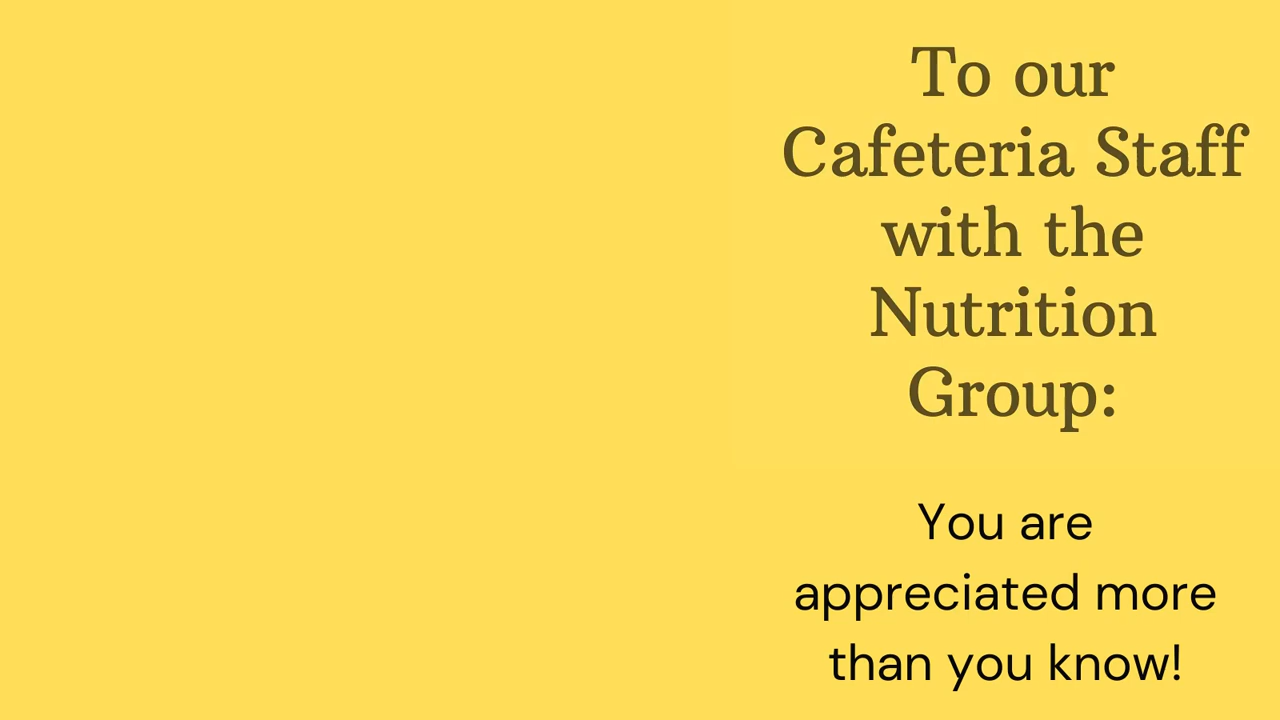 To our
Cafeteria Staff
with the
Nutrition
Group:
You are
appreciated more
than you know!